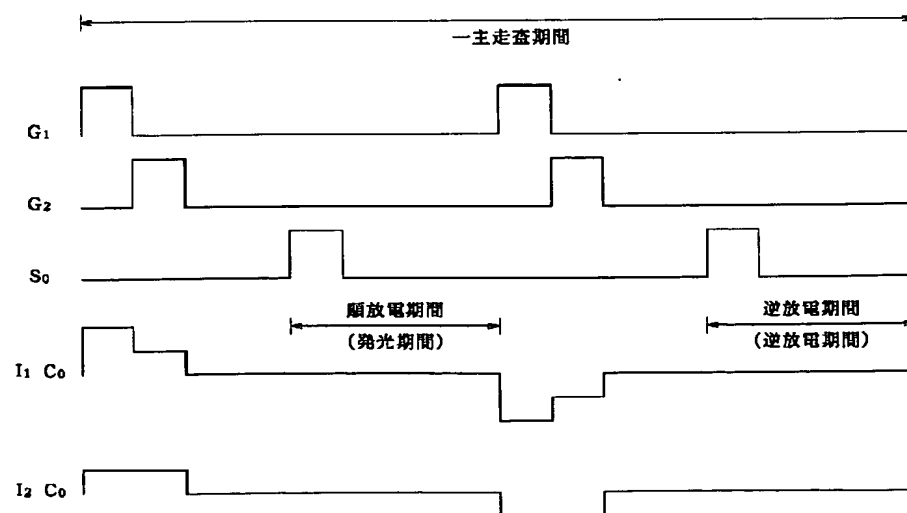 一主走査期間
G₁
G₂
S₀
順放電期間
(発光期間)
逆放電期間
(逆放電期間)
I₁ C₀
I₂ C₀